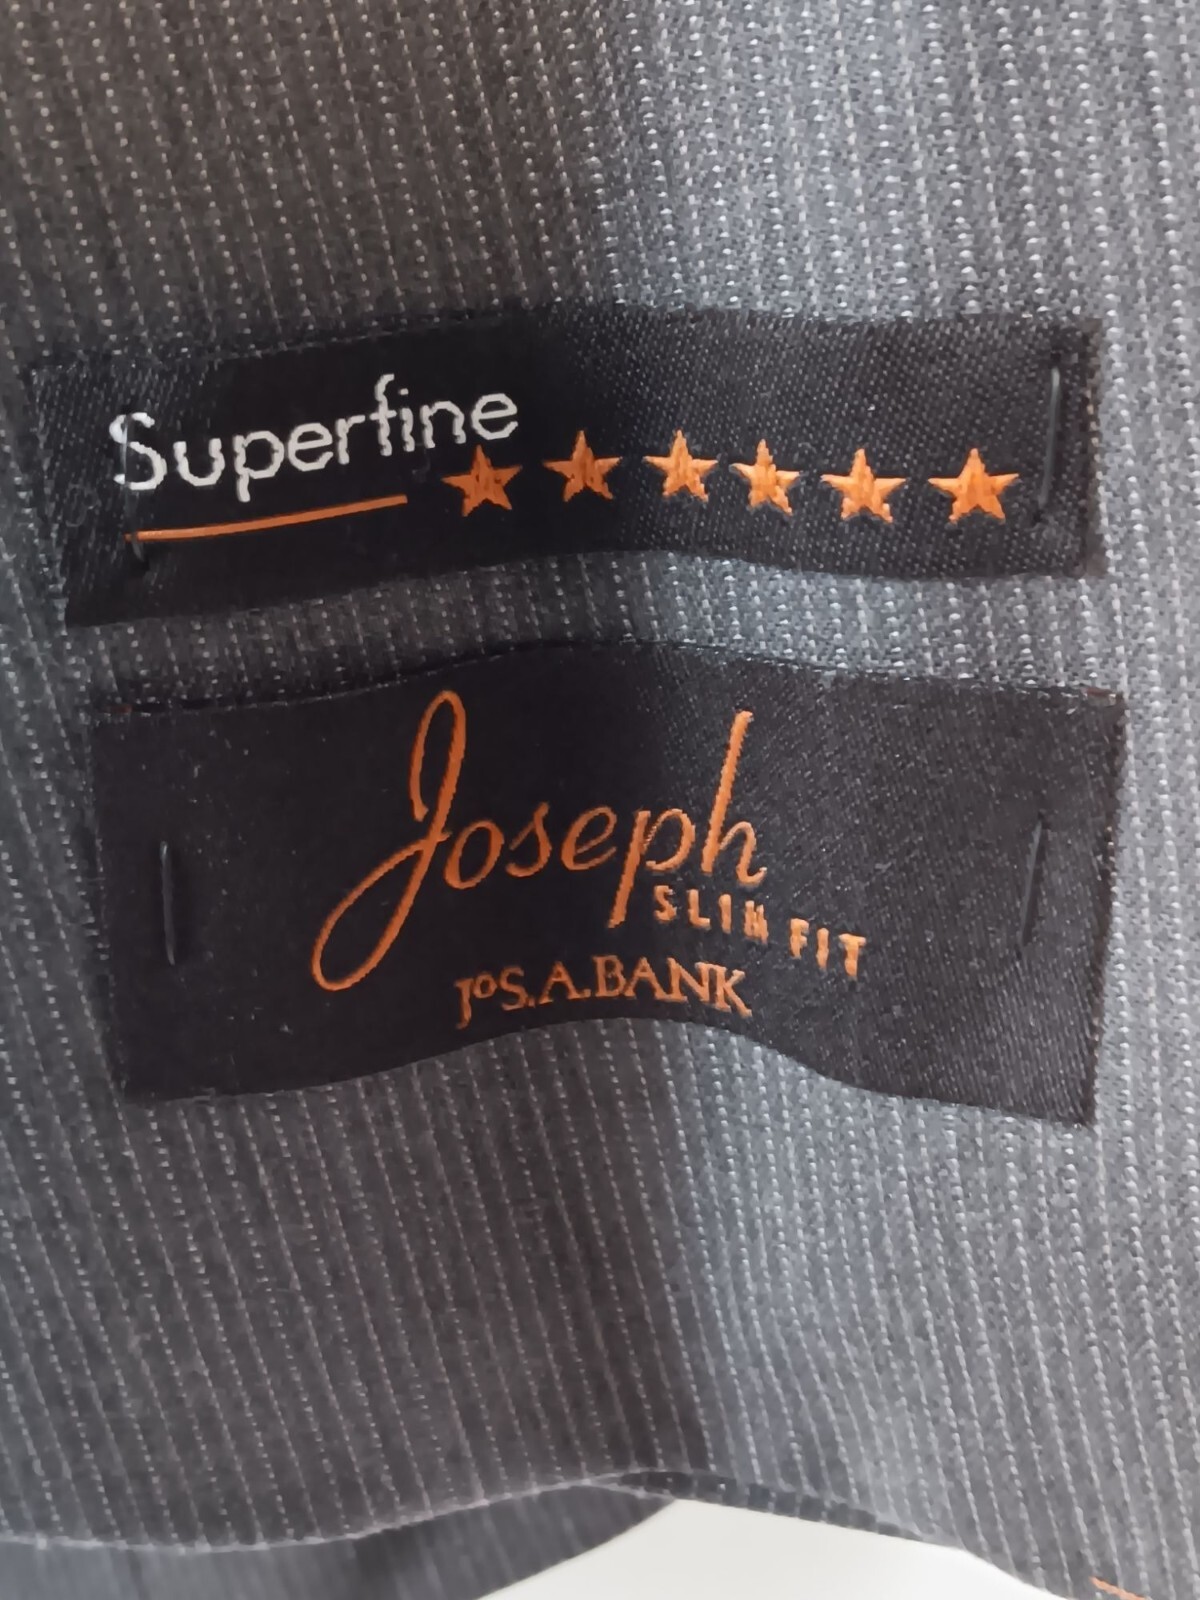 Superfine
Joseph
SLIM FIT
JoS.A.BANK